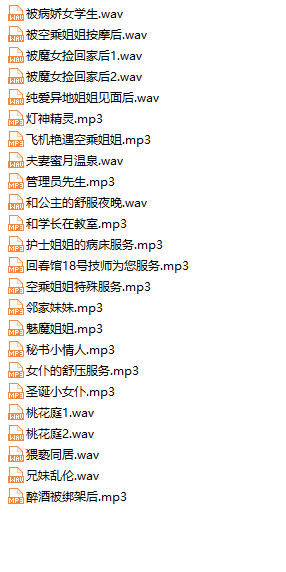 被病娇女学生.wav
被空乘姐姐按摩后.wav
被魔女捡回家后1.wav
被魔女捡回家后2.wav
纯爱异地姐姐见面后.wav
灯神精灵.mp3
飞机艳遇空乘姐姐.mp3
夫妻蜜月温泉.wav
管理员先生.mp3
和公主的舒服夜晚.wav
和学长在教室.mp3
护士姐姐的病床服务.mp3
回春馆18号技师为您服务.mp3
空乘姐姐特殊服务.mp3
邻家妹妹.mp3
魅魔姐姐.mp3
秘书小情人.mp3
女仆的舒压服务.mp3
圣诞小女仆.mp3
桃花庭1.wav
桃花庭2.wav
猥亵同居.wav
兄妹乱伦.wav
醉酒被绑架后.mp3